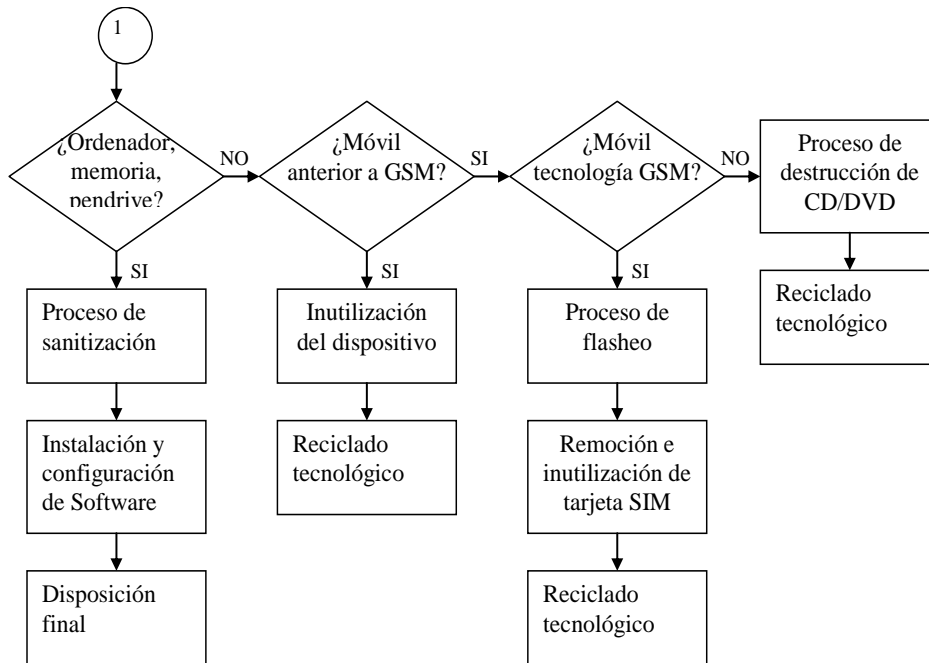 1
¿Ordenador,
memoria,
pendrive?
NO
¿Móvil
anterior a GSM?
SI
¿Móvil
tecnología GSM?
NO
Proceso de
destrucción de
CD/DVD
SI
SI
SI
Proceso de
sanitización
Inutilización
del dispositivo
Proceso de
flasheo
Reciclado
tecnológico
Instalación y
configuración
de Software
Reciclado
tecnológico
Remoción e
inutilización de
tarjeta SIM
Disposición
final
Reciclado
tecnológico